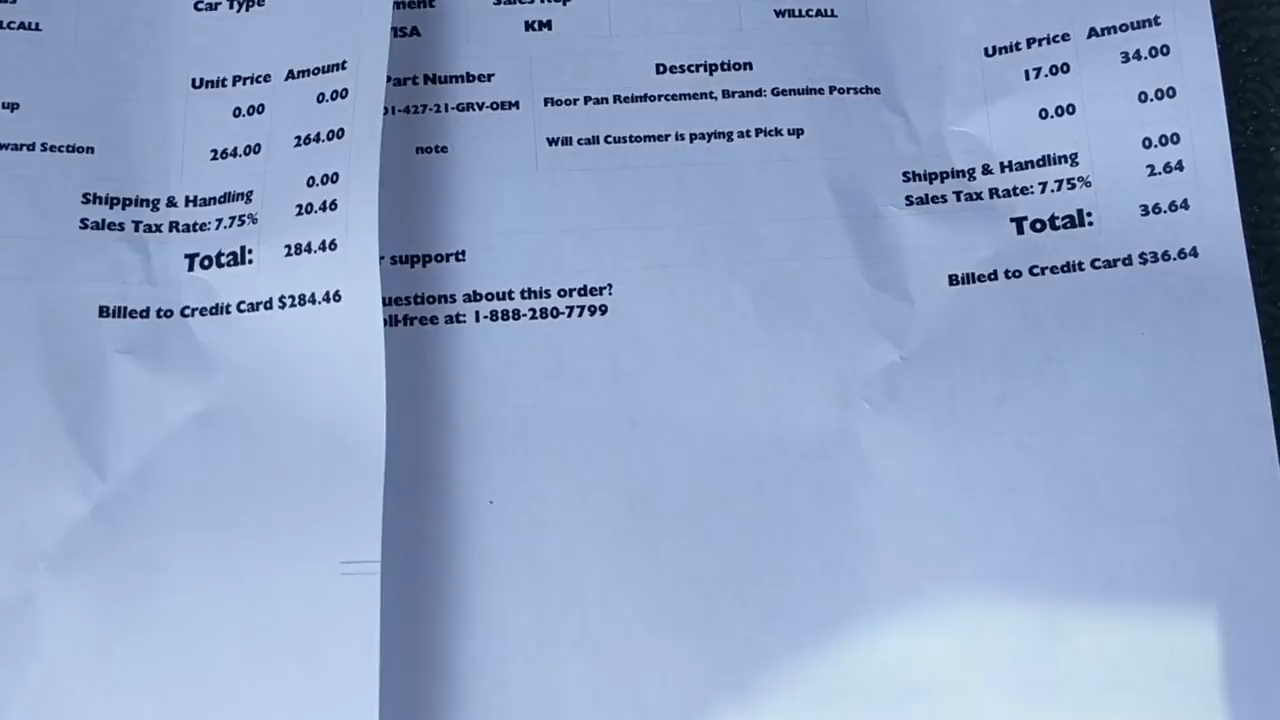 Car Type
LCALL
Unit Price Amount
up 0.00 0.00
ward Section 264.00 264.00
Shipping & Handling 0.00
Sales Tax Rate: 7.75% 20.46
Total: 284.46
Billed to Credit Card $284.46
ment
ISA KM WILLCALL
Part Number Description Unit Price Amount
01-427-21-GRV-OEM Floor Pan Reinforcement, Brand: Genuine Porsche 17.00 34.00
note Will call Customer is paying at Pick up 0.00 0.00
Shipping & Handling 0.00
Sales Tax Rate: 7.75% 2.64
Total: 36.64
Billed to Credit Card $36.64
r support!
uestions about this order?
oll-free at: 1-888-280-7799